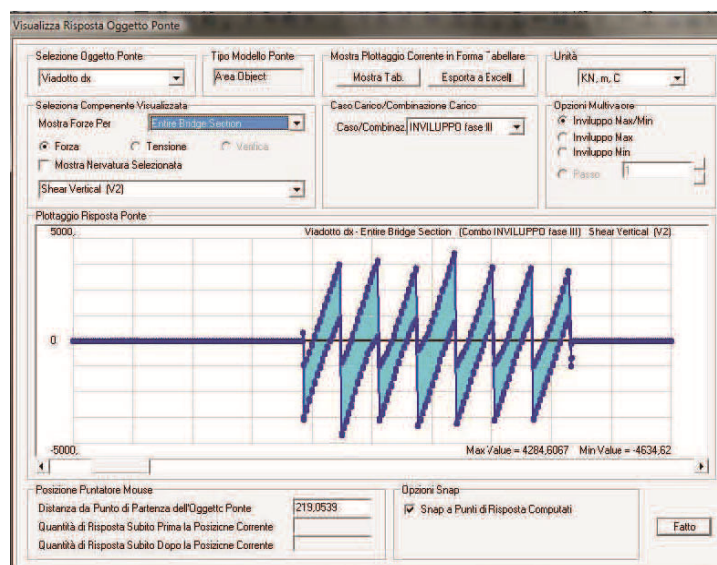 Visualizza Risposta Oggetto Ponte
Selezione Oggetto Ponte
Viadotto dx
Tipo Modello Ponte
Area Object
Mostra Plottaggio Corrente in Forma Tabellare
Mostra Tab.
Esporta a Excell
Unità
KN, m, C
Seleziona Componente Visualizzata
Mostra Forze Per
Entire Bridge Section
Forza
Tensione
Verifica
Mostra Nervatura Selezionata
Shear Vertical (V2)
Caso Carico/Combinazione Carico
Caso/Combinaz. INVILUPPO fase III
Opzioni Multivalore
Inviluppo Max/Min
Inviluppo Max
Inviluppo Min
Passo
1
Plottaggio Risposta Ponte
5000,
Viadotto dx - Entire Bridge Section (Combo INVILUPPO fase III) Shear Vertical (V2)
0
-5000,
Max Value = 4284,6067 Min Value = -4634,62
Posizione Puntatore Mouse
Distanza da Punto di Partenza dell'Oggetto Ponte
219,0539
Quantità di Risposta Subito Prima la Posizione Corrente
Quantità di Risposta Subito Dopo la Posizione Corrente
Opzioni Snap
Snap a Punti di Risposta Computati
Fatto